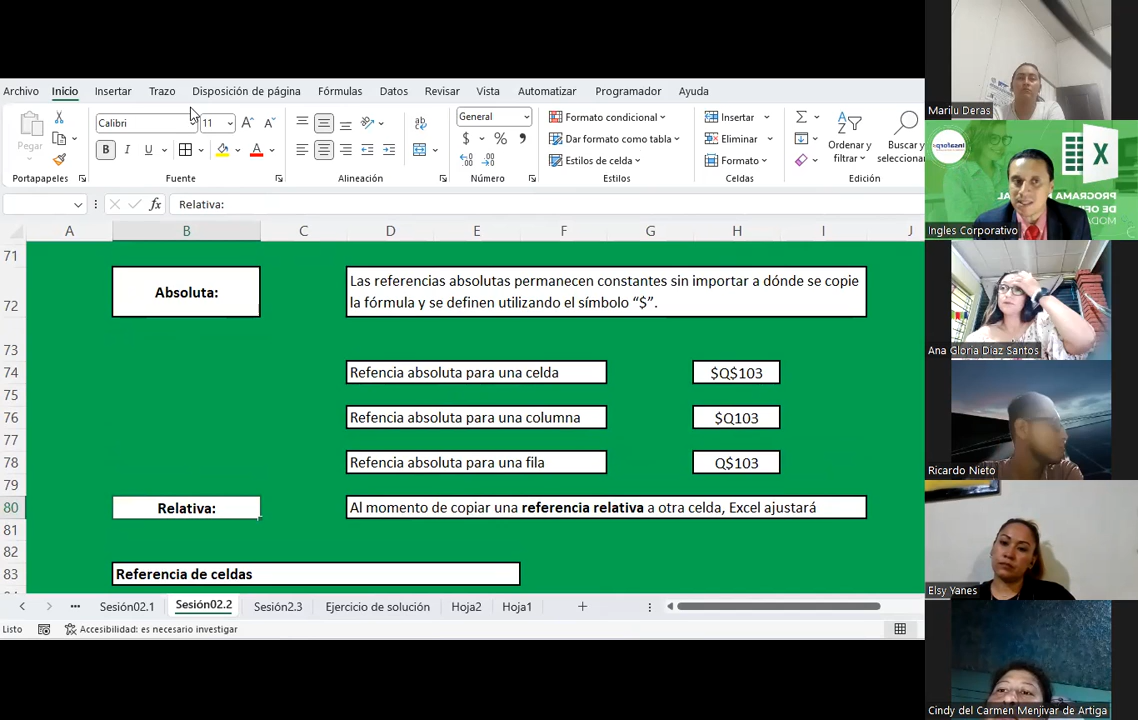 Archivo Inicio Insertar Trazo Disposición de página Fórmulas Datos Revisar Vista Automatizar Programador Ayuda
Calibri 11 General Formato condicional Insertar
Pegar Dar formato como tabla Eliminar Ordenar y filtrar Buscar y seleccionar
Estilos de celda Formato
Portapapeles Fuente Alineación Número Estilos Celdas Edición
Relativa:
A B C D E F G H I J
71
72 Absoluta: Las referencias absolutas permanecen constantes sin importar a dónde se copie
la fórmula y se definen utilizando el símbolo “$”.
73
74 Refencia absoluta para una celda $Q$103
75
76 Refencia absoluta para una columna $Q103
77
78 Refencia absoluta para una fila Q$103
79
80 Relativa: Al momento de copiar una referencia relativa a otra celda, Excel ajustará
81
82
83 Referencia de celdas
Sesión02.1 Sesión02.2 Sesión2.3 Ejercicio de solución Hoja2 Hoja1
Listo Accesibilidad: es necesario investigar
Marilu Deras
insaforp
PROGRAMA
DE OF
MODA
Ingles Corporativo
Ana Gloria Díaz Santos
Ricardo Nieto
Elsy Yanes
Cindy del Carmen Menjivar de Artiga